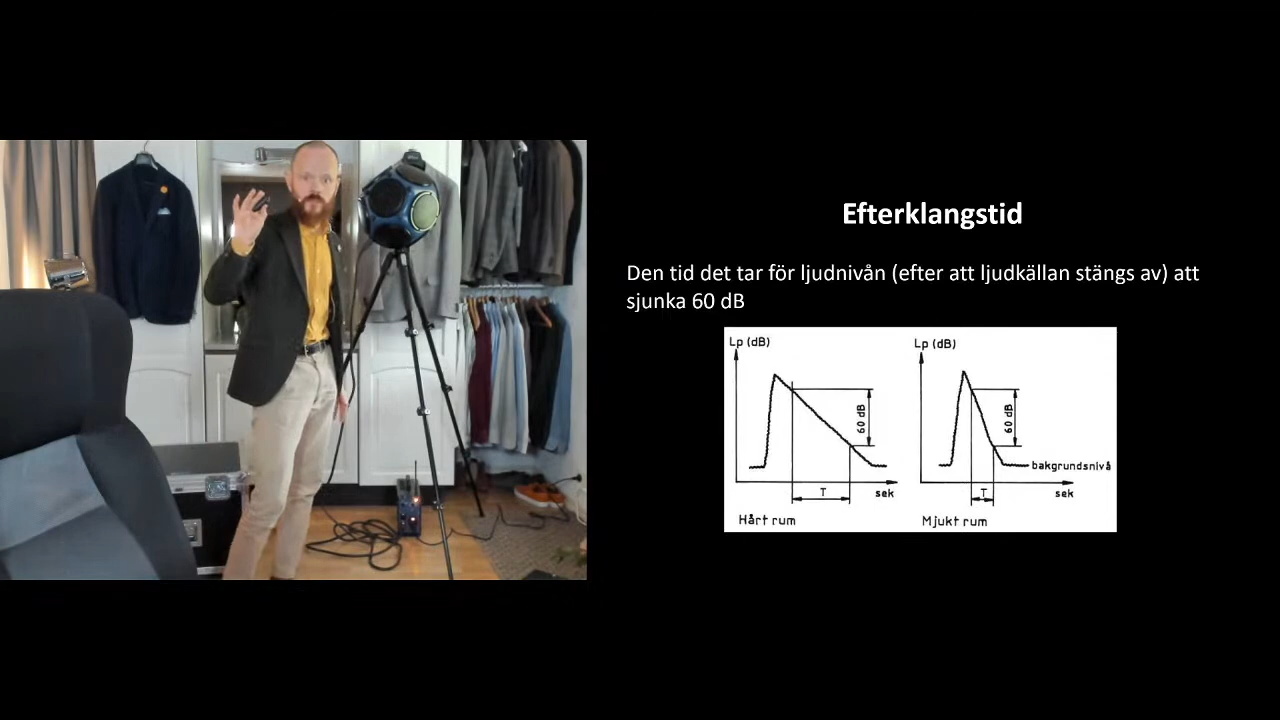 Efterklangstid
Den tid det tar för ljudnivån (efter att ljudkällan stängs av) att
sjunka 60 dB
Lp (dB)
60 dB
T
sek
Hårt rum
Lp (dB)
60 dB
bakgrundsnivå
T
sek
Mjukt rum